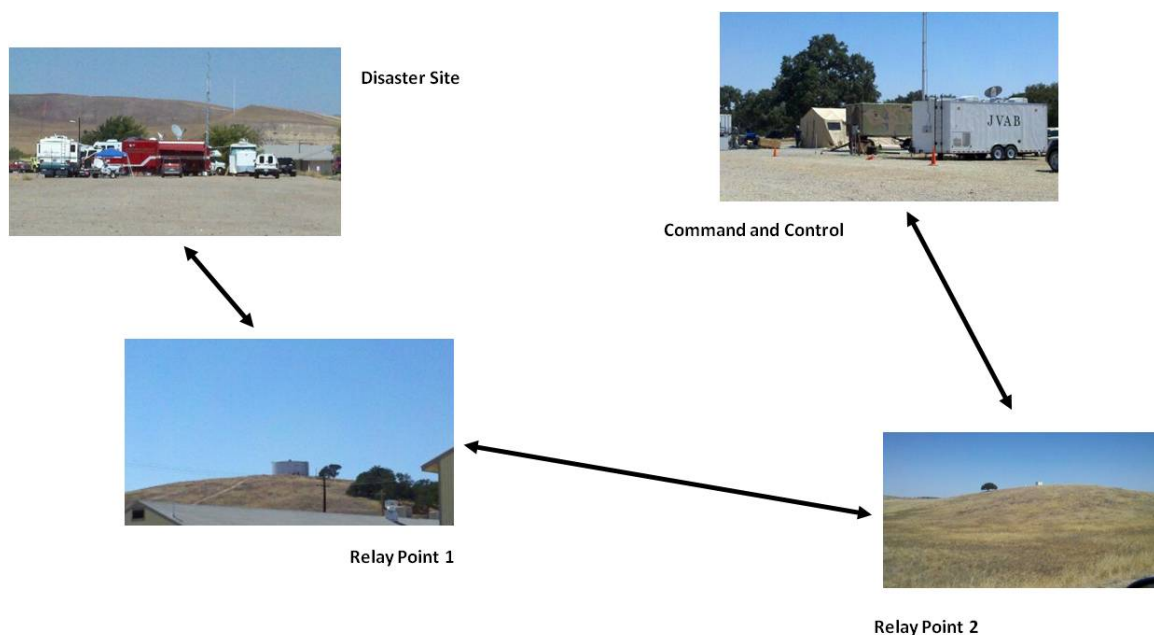 Disaster Site
JVAB
Command and Control
Relay Point 1
Relay Point 2